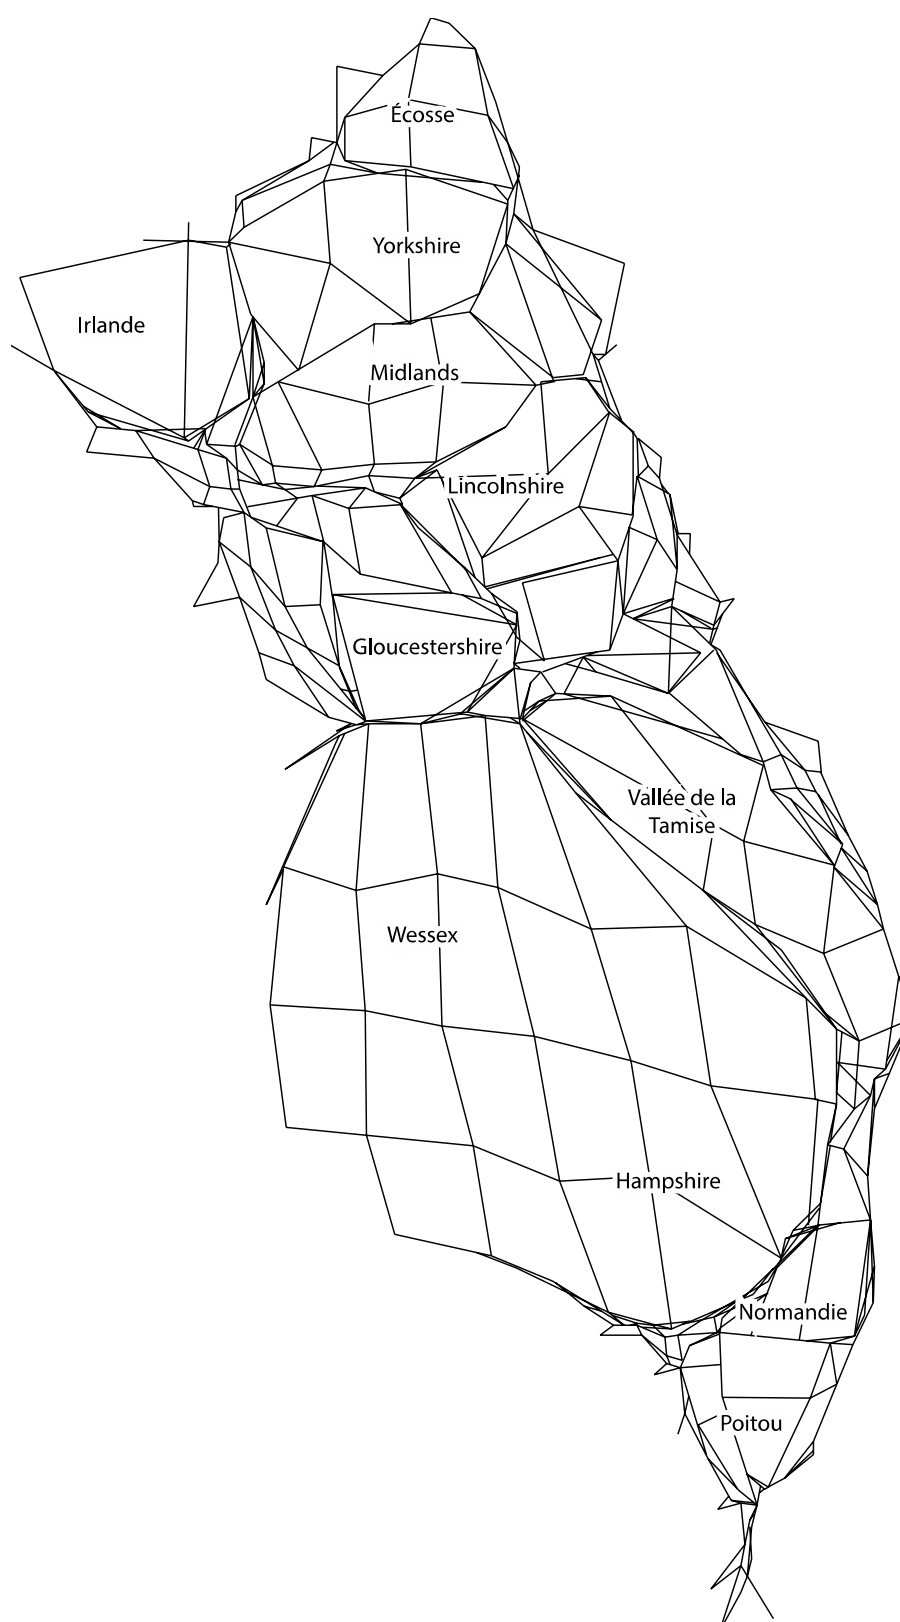 Écosse
Yorkshire
Irlande
Midlands
Lincolnshire
Gloucestershire
Vallée de la
Tamise
Wessex
Hampshire
Normandie
Poitou